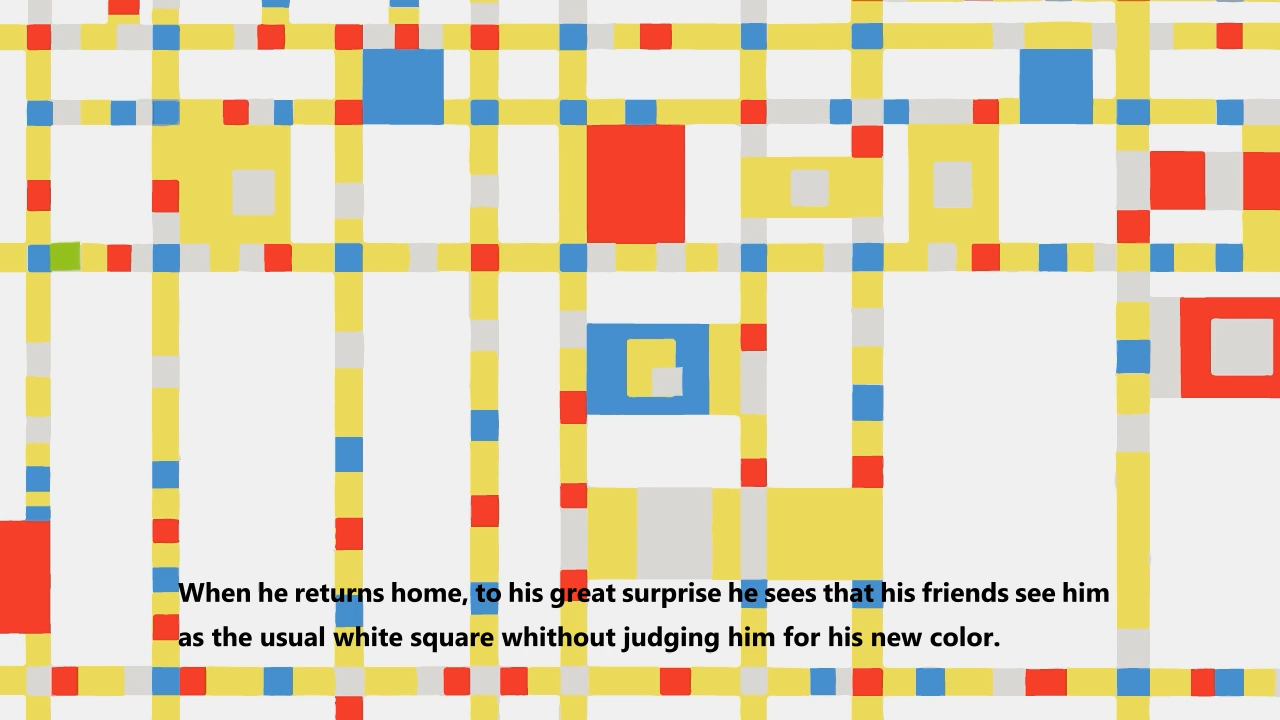 When he returns home, to his great surprise he sees that his friends see him
as the usual white square whithout judging him for his new color.